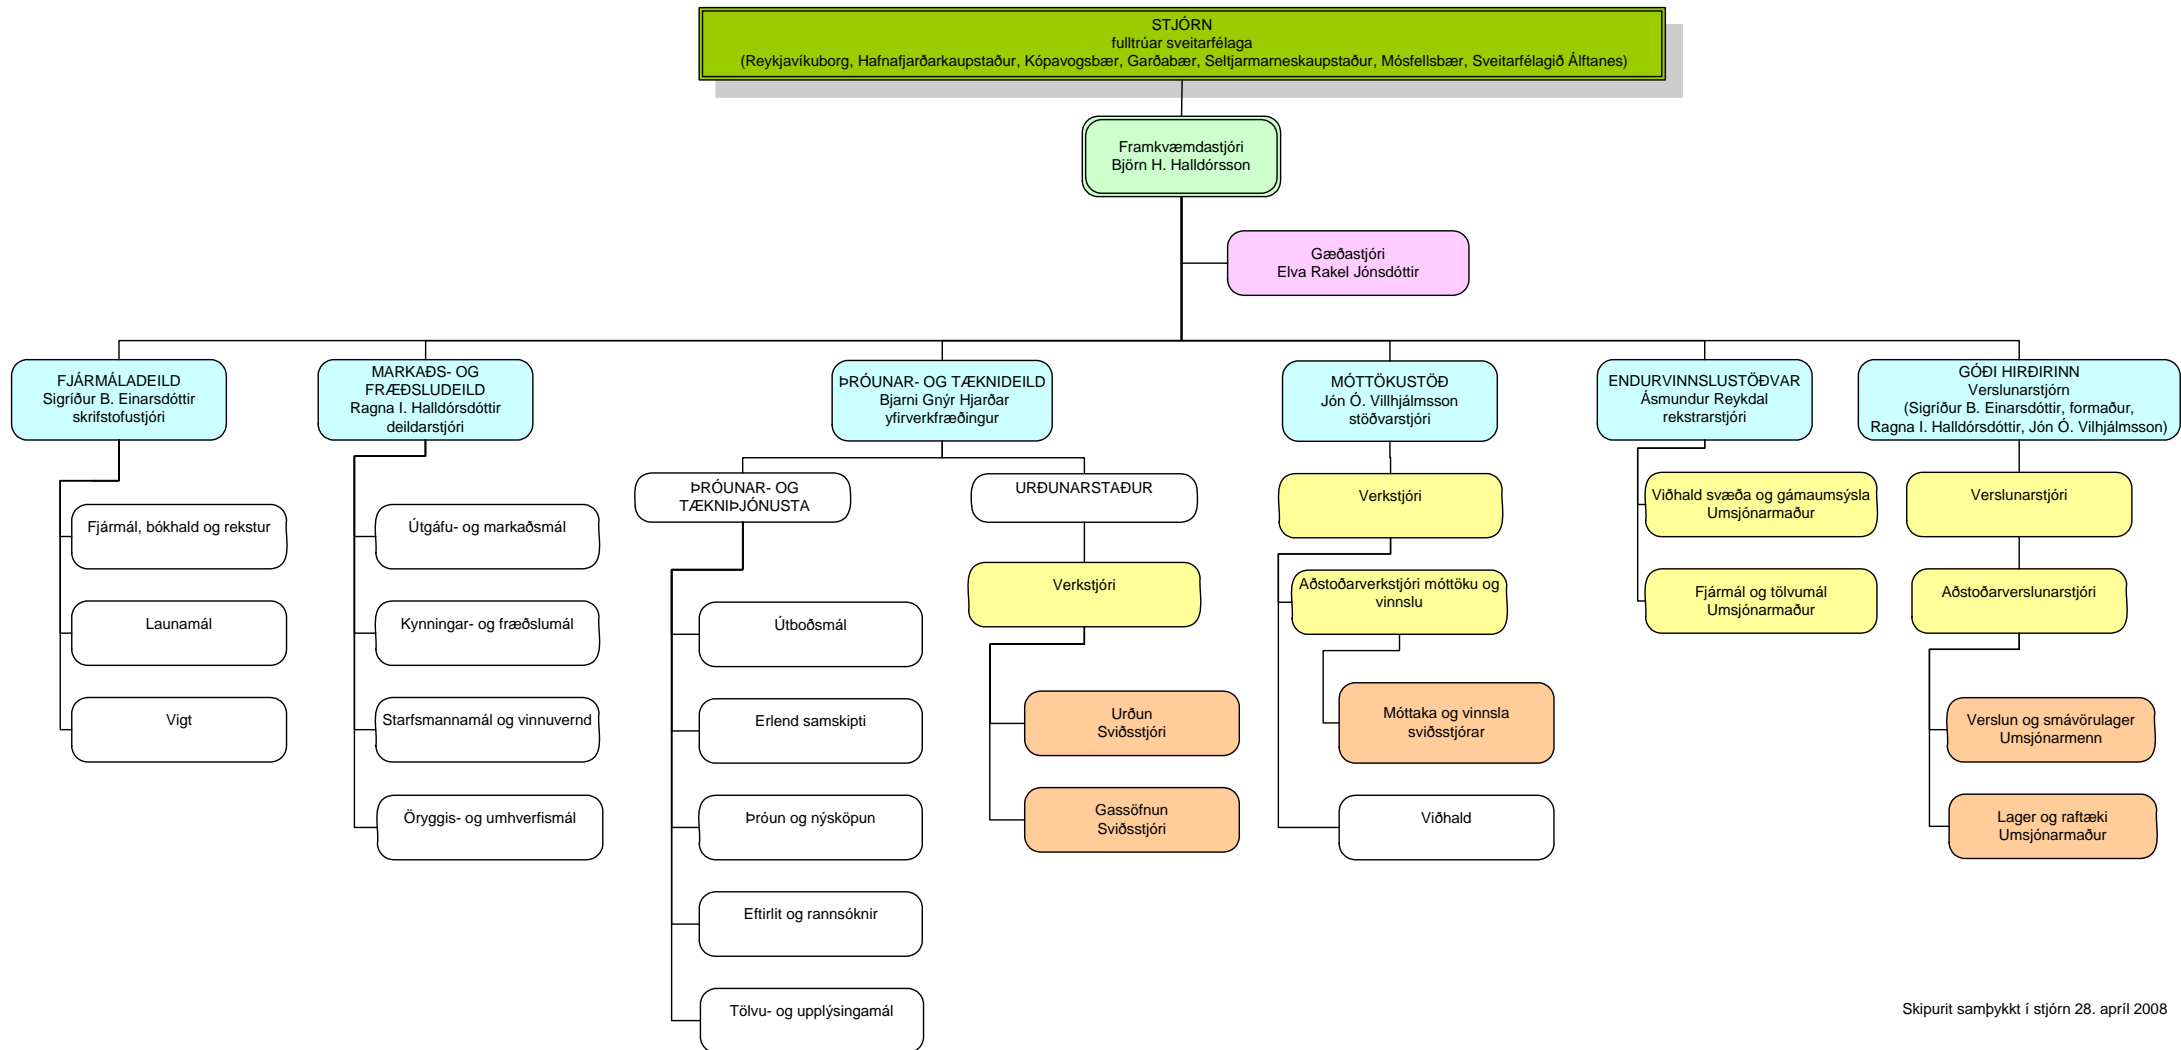 STJÓRN
fulltrúar sveitarfélaga
(Reykjavíkuborg, Hafnafjarðarkaupstaður, Kópavogsbær, Garðabær, Seltjarmarneskaupstaður, Mósfellsbær, Sveitarfélagið Álftanes)
Framkvæmdastjóri
Björn H. Halldórsson
Gæðastjóri
Elva Rakel Jónsdóttir
FJÁRMÁLADEILD
Sigríður B. Einarsdóttir
skrifstofustjóri
Fjármál, bókhald og rekstur
Launamál
Vigt
MARKAÐS- OG
FRÆÐSLUDEILD
Ragna I. Halldórsdóttir
deildarstjóri
Útgáfu- og markaðsmál
Kynningar- og fræðslumál
Starfsmannamál og vinnuvernd
Öryggis- og umhverfismál
ÞRÓUNAR- OG TÆKNIDEILD
Bjarni Gnýr Hjarðar
yfirverkfræðingur
ÞRÓUNAR- OG
TÆKNIÞJÓNUSTA
Útboðsmál
Erlend samskipti
Þróun og nýsköpun
Eftirlit og rannsóknir
Tölvu- og upplýsingamál
URÐUNARSTAÐUR
Verkstjóri
Urðun
Sviðsstjóri
Gassöfnun
Sviðsstjóri
MÓTTÖKUSTÖÐ
Jón Ó. Villhjálmsson
stöðvarstjóri
Verkstjóri
Aðstoðarverkstjóri móttöku og
vinnslu
Móttaka og vinnsla
sviðsstjórar
Viðhald
ENDURVINNSLUSTÖÐVAR
Ásmundur Reykdal
rekstrarstjóri
Viðhald svæða og gámaumsýsla
Umsjónarmaður
Fjármál og tölvumál
Umsjónarmaður
GÓÐI HIRÐIRINN
Verslunarstjórn
(Sigríður B. Einarsdóttir, formaður,
Ragna I. Halldórsdóttir, Jón Ó. Vilhjálmsson)
Verslunarstjóri
Aðstoðarverslunarstjóri
Verslun og smávörulager
Umsjónarmenn
Lager og raftæki
Umsjónarmaður
Skipurit samþykkt í stjórn 28. apríl 2008